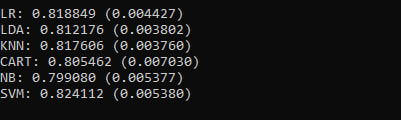 LR: 0.818849 (0.004427)
LDA: 0.812176 (0.003802)
KNN: 0.817606 (0.003760)
CART: 0.805462 (0.007030)
NB: 0.799080 (0.005377)
SVM: 0.824112 (0.005380)